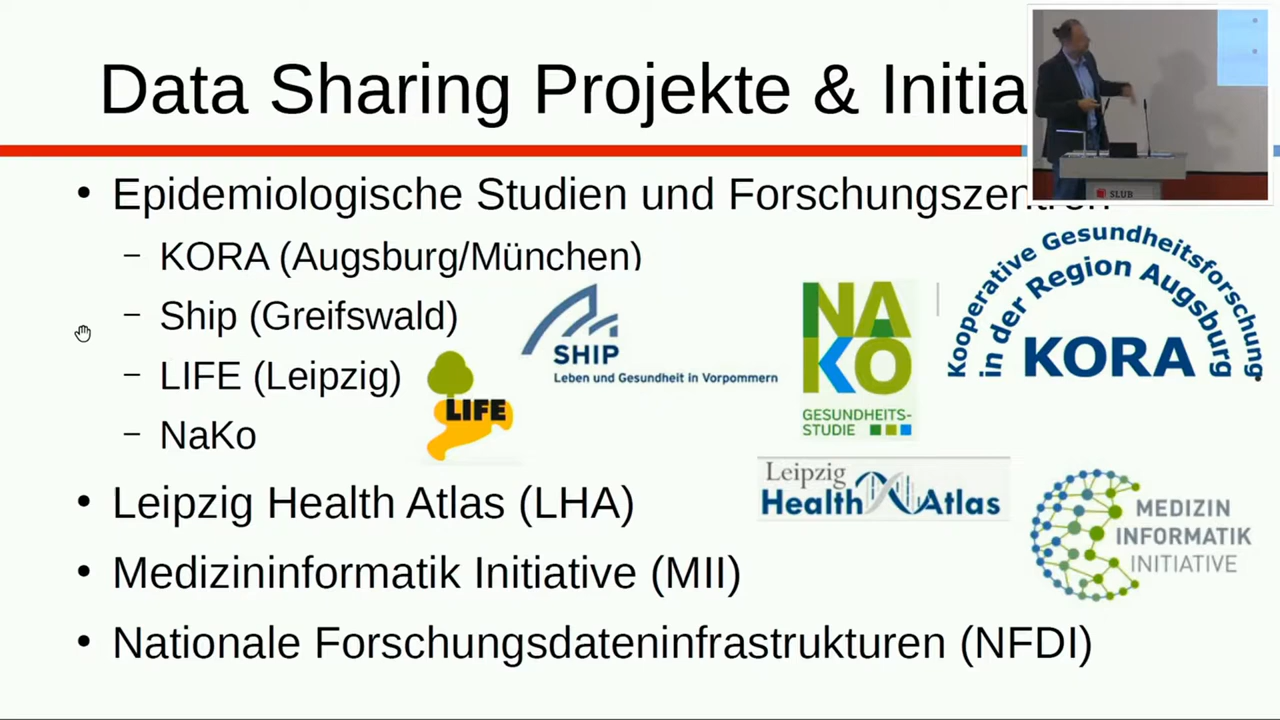 Data Sharing Projekte & Initia
• Epidemiologische Studien und Forschungszentren
– KORA (Augsburg/München)
– Ship (Greifswald)
– LIFE (Leipzig)
– NaKo
• Leipzig Health Atlas (LHA)
• Medizininformatik Initiative (MII)
• Nationale Forschungsdateninfrastrukturen (NFDI)
SLUB
SHIP
Leben und Gesundheit in Vorpommern
LIFE
NA
KO
GESUNDHEITS-
STUDIE
Kooperative Gesundheitsforschung
in der Region Augsburg
KORA
Leipzig
Health Atlas
MEDIZIN
INFORMATIK
INITIATIVE